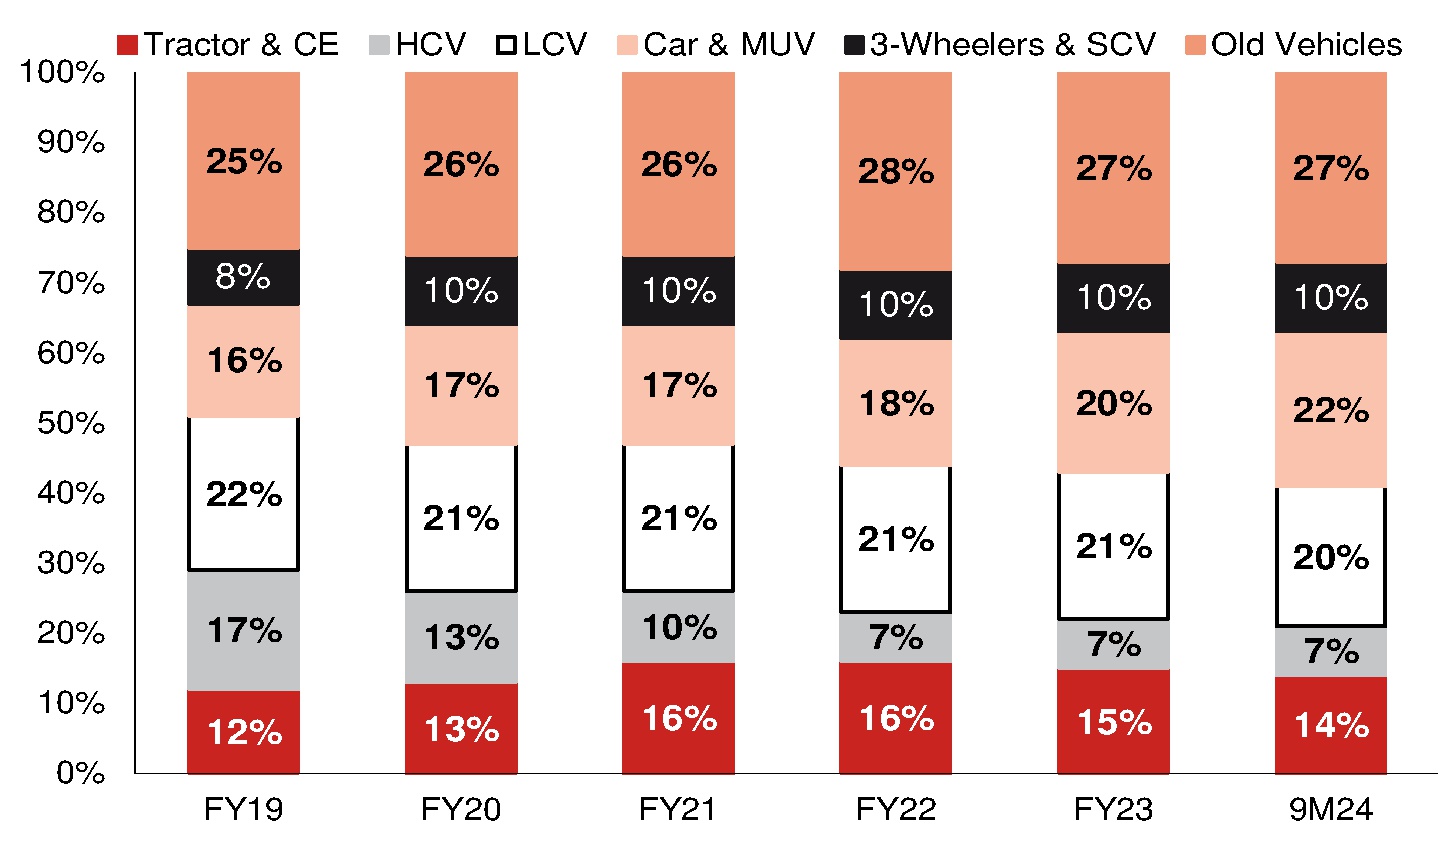 Tractor & CE HCV LCV Car & MUV 3-Wheelers & SCV Old Vehicles
100%
90%
80%
70%
60%
50%
40%
30%
20%
10%
0%
25% 26% 26% 28% 27% 27%
8% 10% 10% 10% 10% 10%
16% 17% 17% 18% 20% 22%
22% 21% 21% 21% 21% 20%
17% 13% 10% 7% 7% 7%
12% 13% 16% 16% 15% 14%
FY19 FY20 FY21 FY22 FY23 9M24